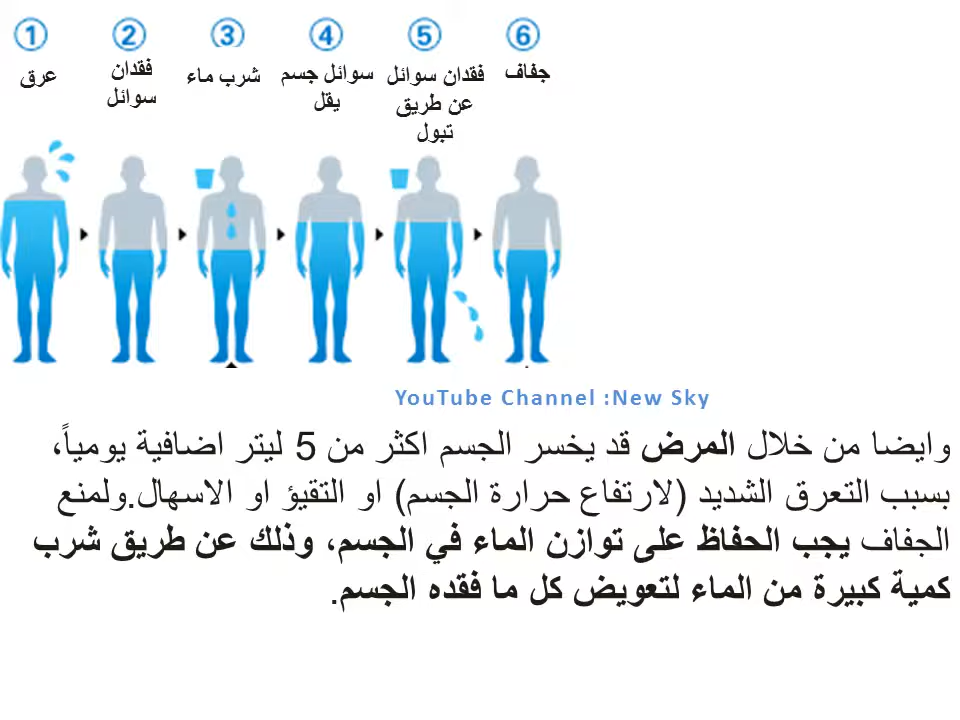 ① ② ③ ④ ⑤ ⑥
عرق
فقدان
سوائل
شرب ماء
سوائل جسم
يقل
فقدان سوائل
عن طريق
تبول
جفاف
YouTube Channel :New Sky
وايضا من خلال المرض قد يخسر الجسم اكثر من 5 ليتر اضافية يومياً،
بسبب التعرق الشديد (لارتفاع حرارة الجسم) او التقيؤ او الاسهال.ولمنع
الجفاف يجب الحفاظ على توازن الماء في الجسم، وذلك عن طريق شرب
كمية كبيرة من الماء لتعويض كل ما فقده الجسم.